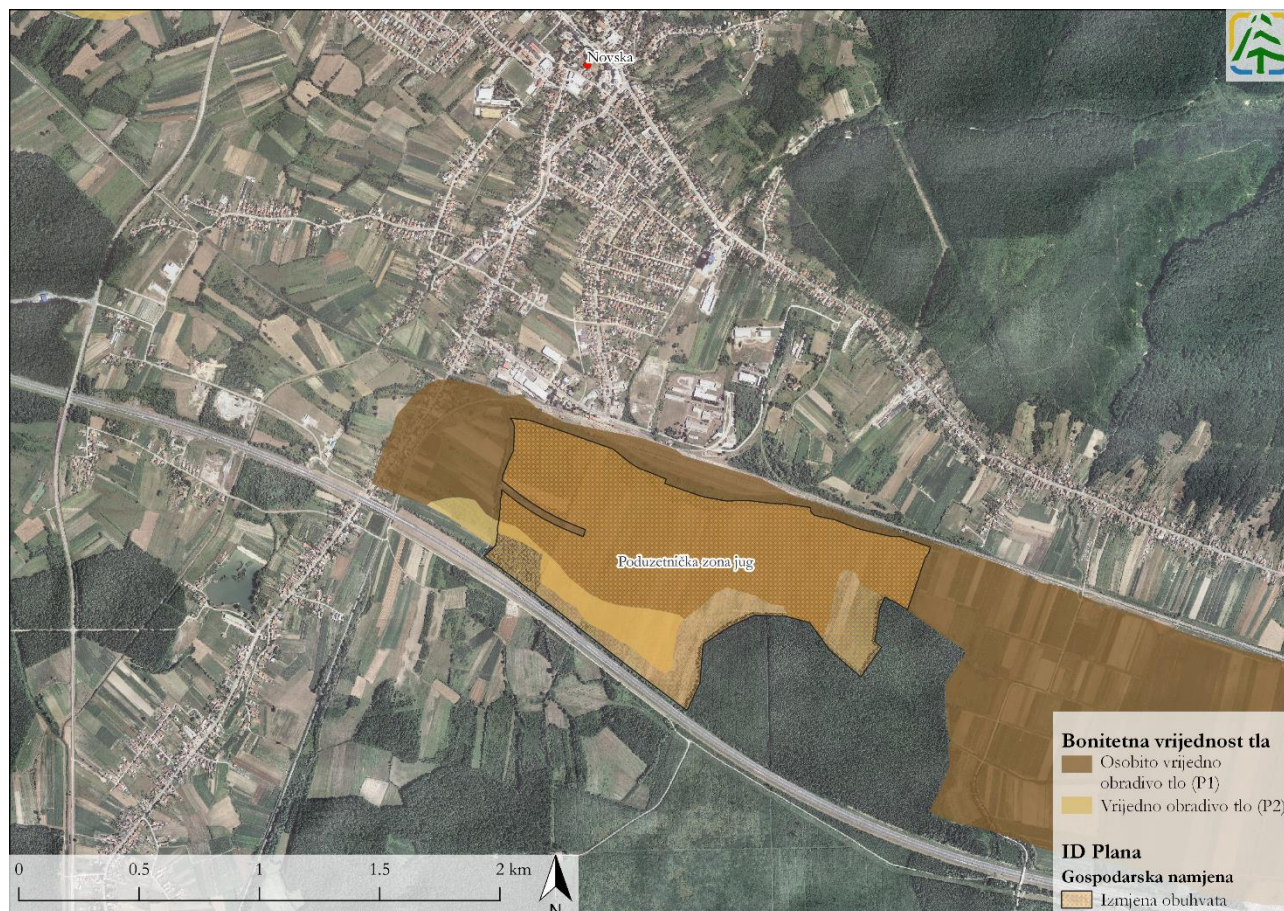 Novska
Poduzetnička zona jug
Bonitetna vrijednost tla
Osobito vrijedno
obradivo tlo (P1)
Vrijedno obradivo tlo (P2)
ID Plana
Gospodarska namjena
Izmjena obuhvata
0 0.5 1 1.5 2 km
N